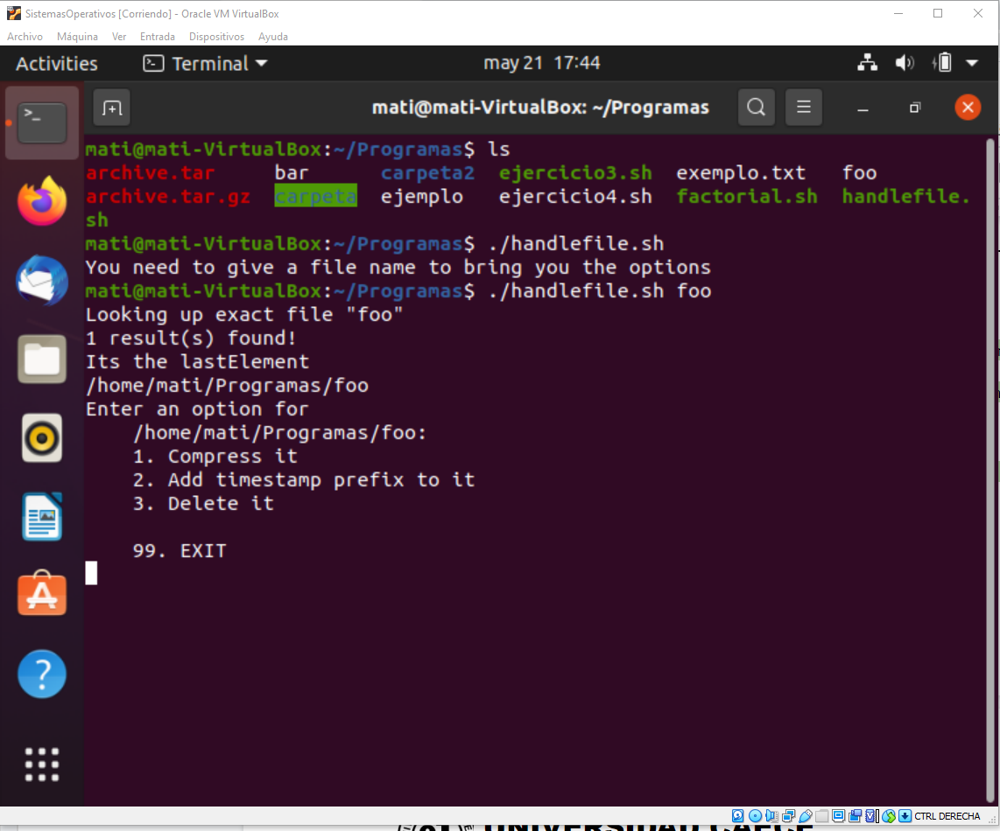 SistemasOperativos [Corriendo] - Oracle VM VirtualBox
Archivo Máquina Ver Entrada Dispositivos Ayuda
Activities Terminal may 21 17:44
mati@mati-VirtualBox: ~/Programas
mati@mati-VirtualBox:~/Programas$ ls
archive.tar bar carpeta2 ejercicio3.sh exemplo.txt foo
archive.tar.gz carpeta ejemplo ejercicio4.sh factorial.sh handlefile.
sh
mati@mati-VirtualBox:~/Programas$ ./handlefile.sh
You need to give a file name to bring you the options
mati@mati-VirtualBox:~/Programas$ ./handlefile.sh foo
Looking up exact file "foo"
1 result(s) found!
Its the lastElement
/home/mati/Programas/foo
Enter an option for
/home/mati/Programas/foo:
1. Compress it
2. Add timestamp prefix to it
3. Delete it
99. EXIT
CTRL DERECHA
UNIVERSIDAD CAECE